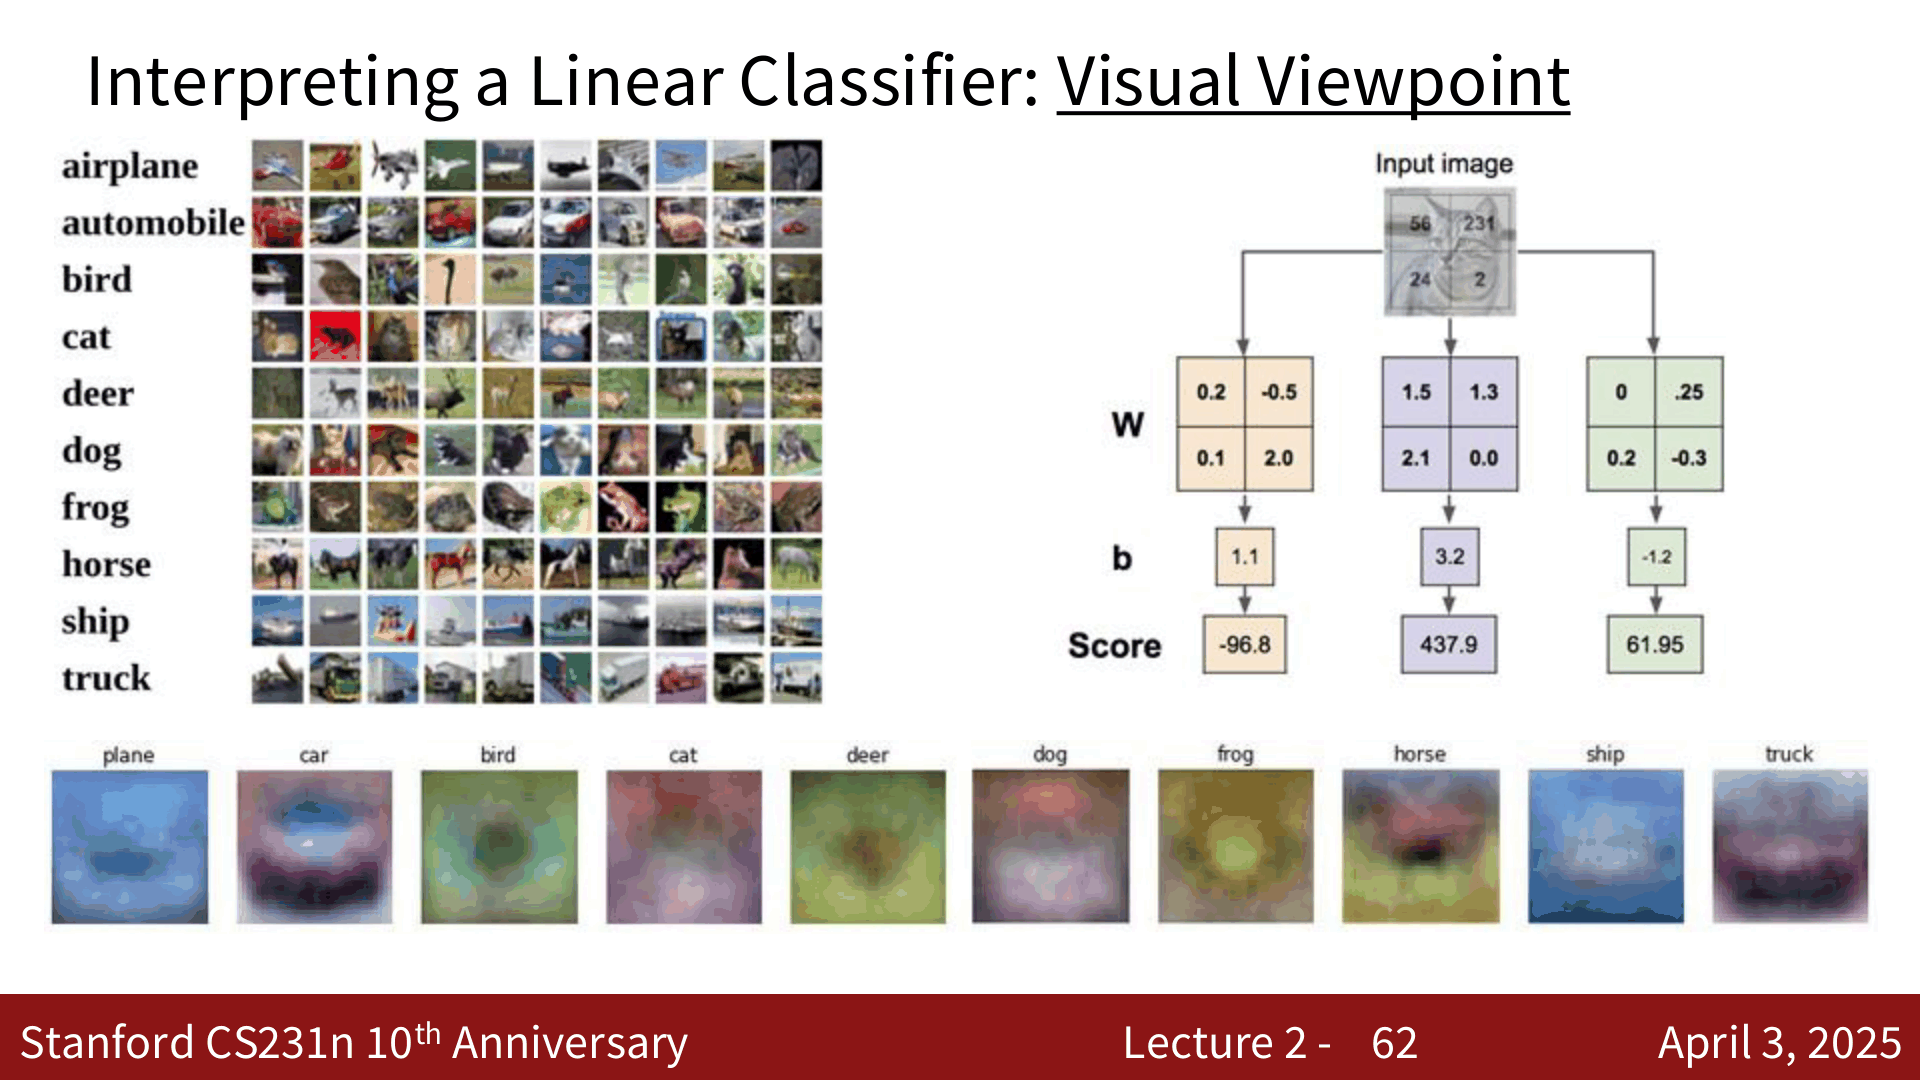 Interpreting a Linear Classifier: Visual Viewpoint
airplane
automobile
bird
cat
deer
dog
frog
horse
ship
truck
Input image
56 231
24 2
W
0.2 -0.5
0.1 2.0
1.5 1.3
2.1 0.0
0 .25
0.2 -0.3
b
1.1 3.2 -1.2
Score
-96.8 437.9 61.95
plane car bird cat deer dog frog horse ship truck
Stanford CS231n 10th Anniversary
Lecture 2 - 62
April 3, 2025